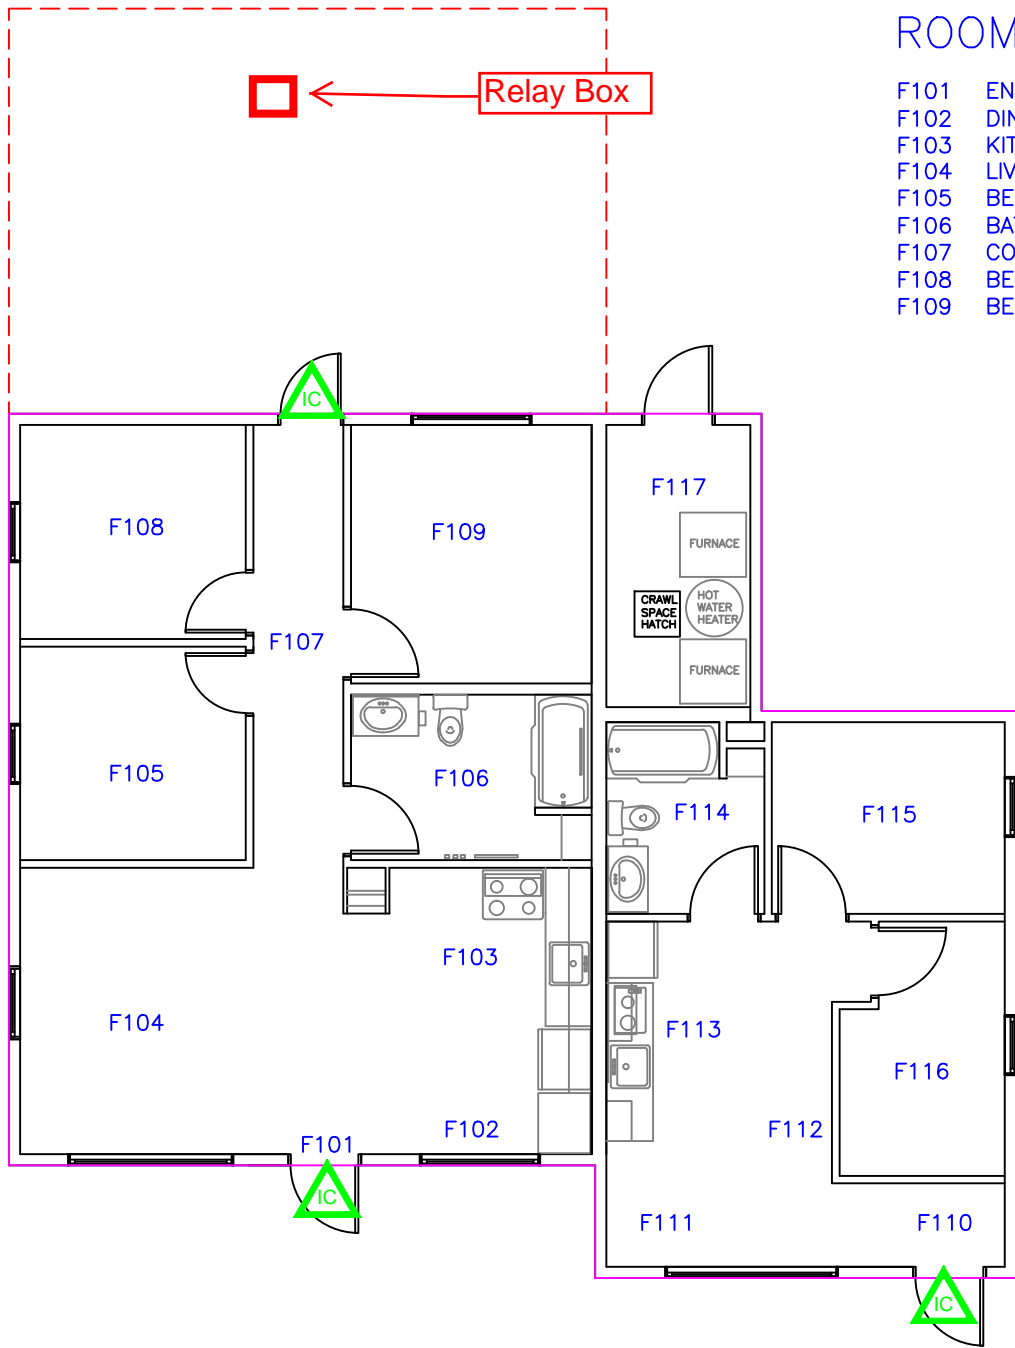 ROOM
Relay Box
F101 EN
F102 DIN
F103 KIT
F104 LIV
F105 BE
F106 BA
F107 CO
F108 BE
F109 BE
IC
F117
F108
F109
FURNACE
CRAWL
SPACE
HATCH
HOT
WATER
HEATER
F107
FURNACE
F105
F106
F114
F115
F103
F104
F113
F116
F102
F112
F101
IC
F111
F110
IC